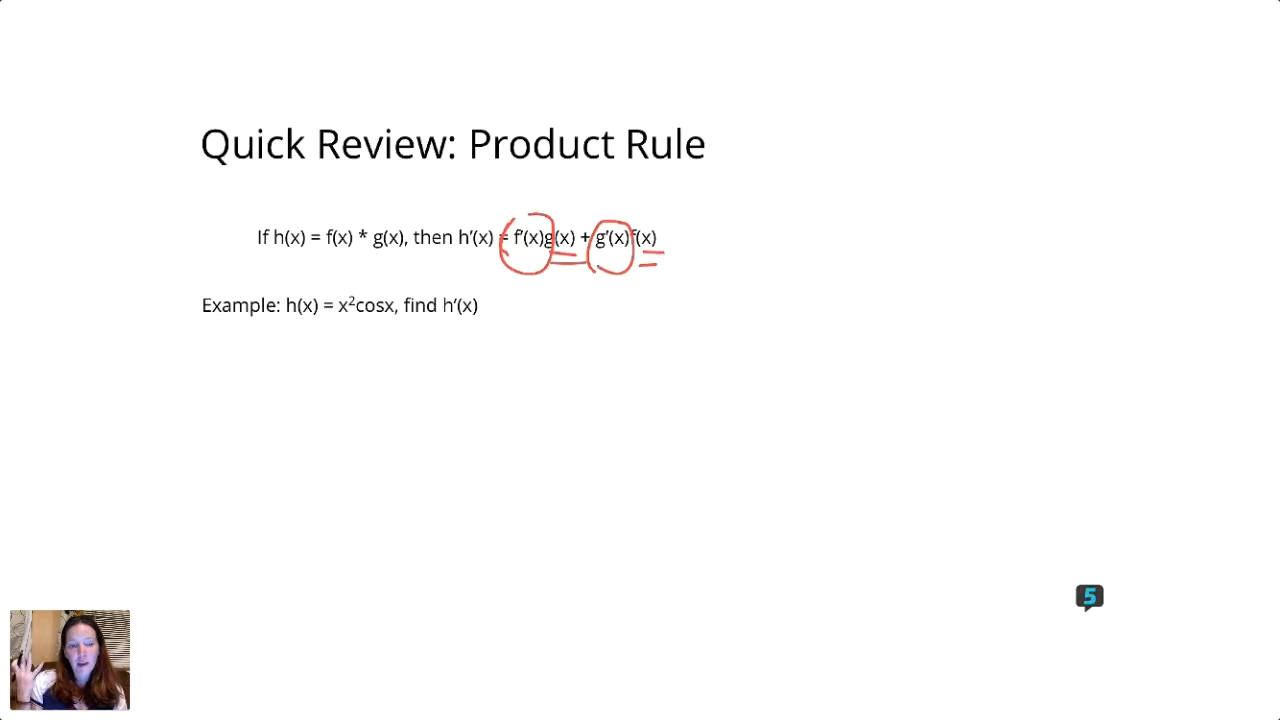 Quick Review: Product Rule
If h(x) = f(x) * g(x), then h’(x) = f’(x)g(x) + g’(x)f(x)
Example: h(x) = x²cosx, find h’(x)
5